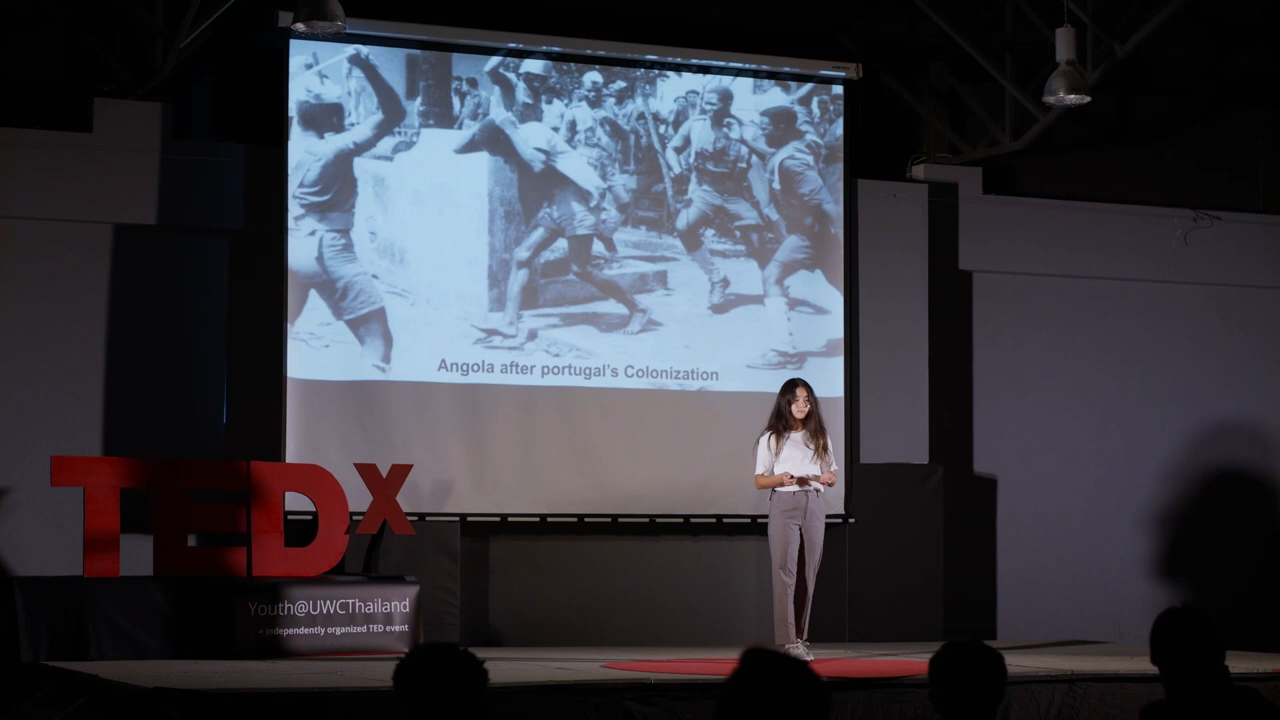 Angola after portugal's Colonization
TEDx
Youth@UWCThailand
independently organized TED event